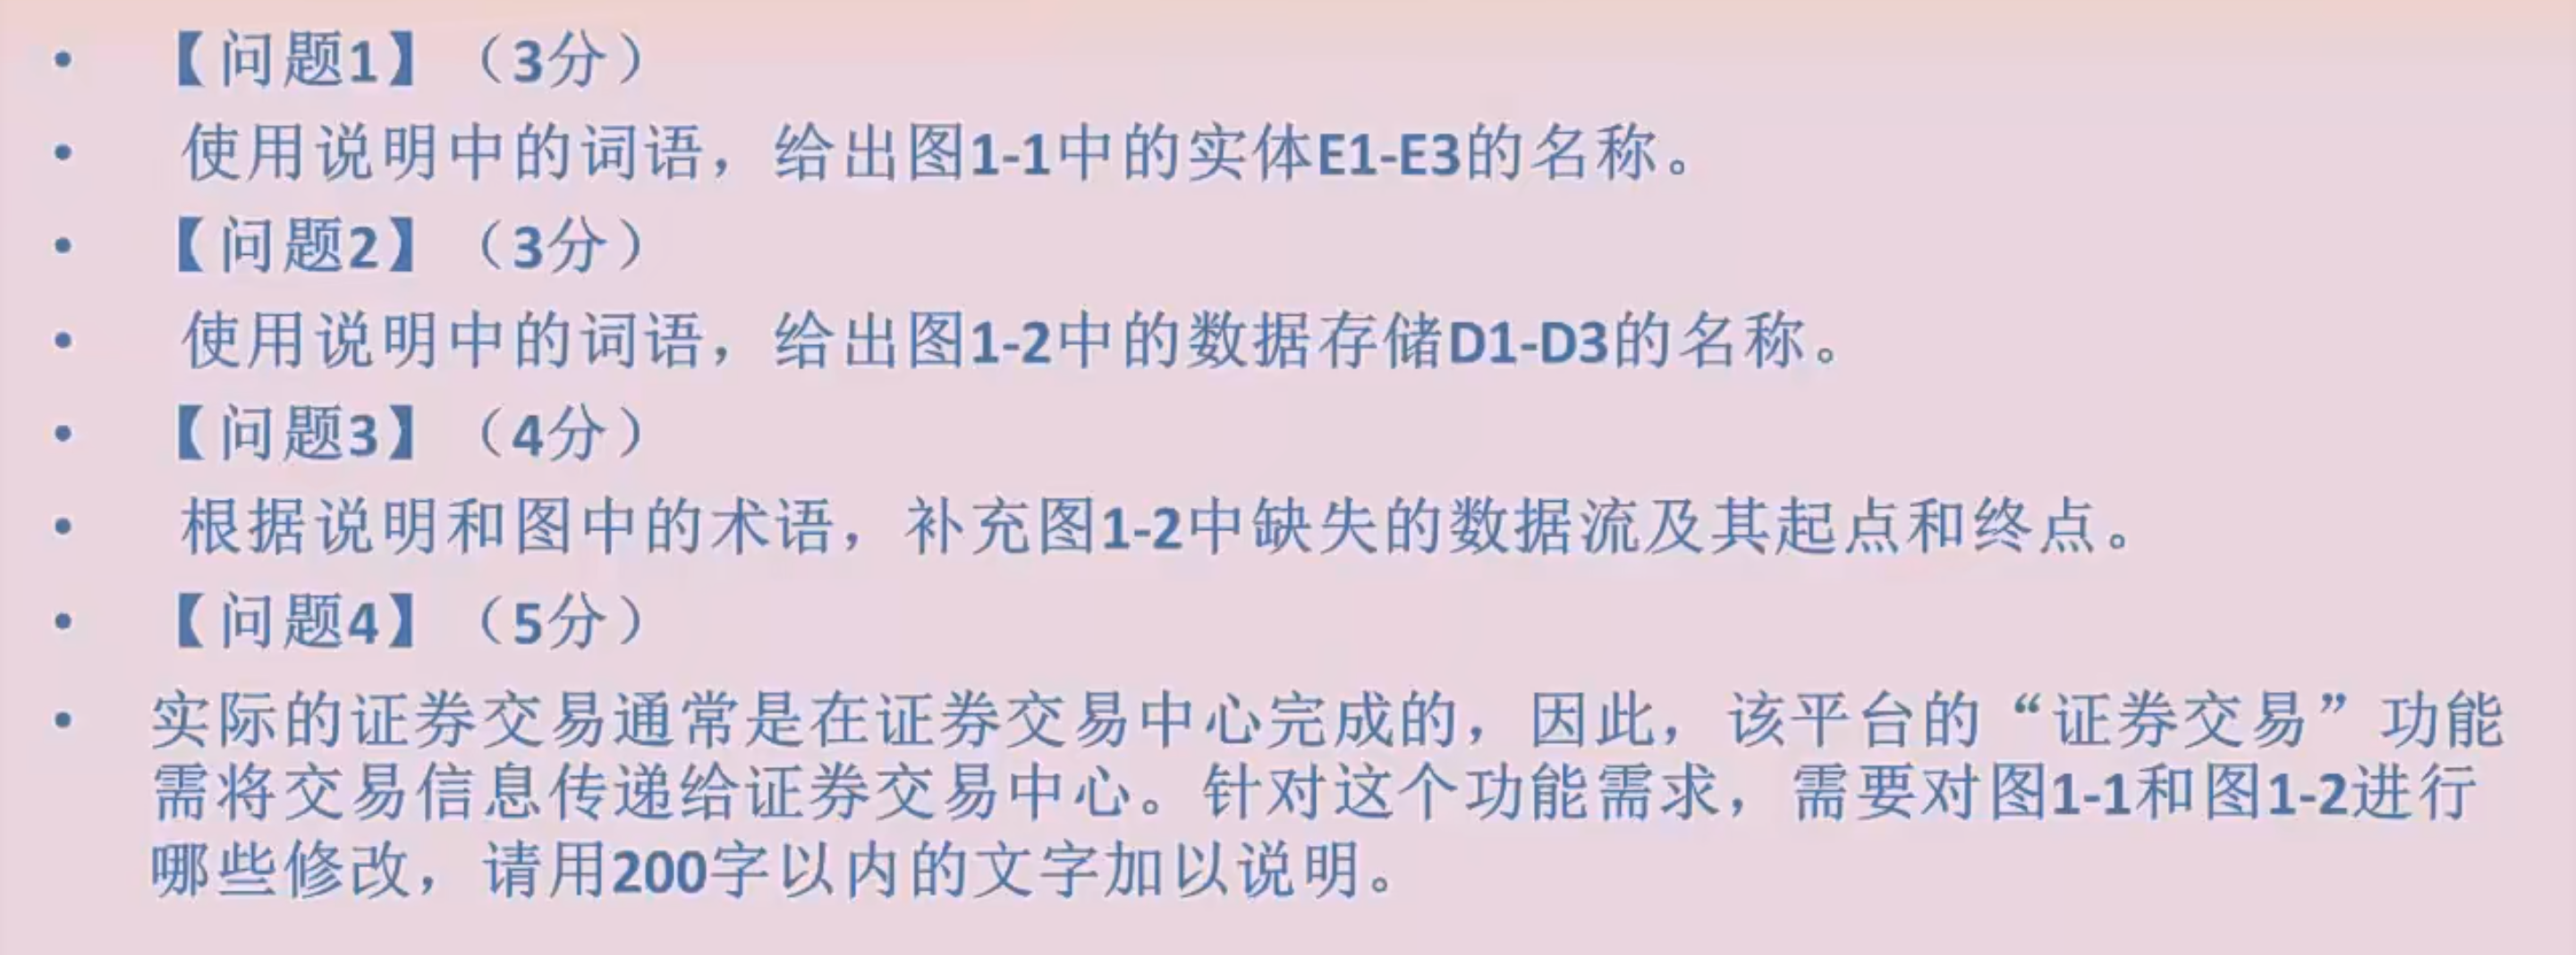 • 【问题1】（3分）
• 使用说明中的词语，给出图1-1中的实体E1-E3的名称。
• 【问题2】（3分）
• 使用说明中的词语，给出图1-2中的数据存储D1-D3的名称。
• 【问题3】（4分）
• 根据说明和图中的术语，补充图1-2中缺失的数据流及其起点和终点。
• 【问题4】（5分）
• 实际的证券交易通常是在证券交易中心完成的，因此，该平台的“证券交易”功能
需将交易信息传递给证券交易中心。针对这个功能需求，需要对图1-1和图1-2进行
哪些修改，请用200字以内的文字加以说明。